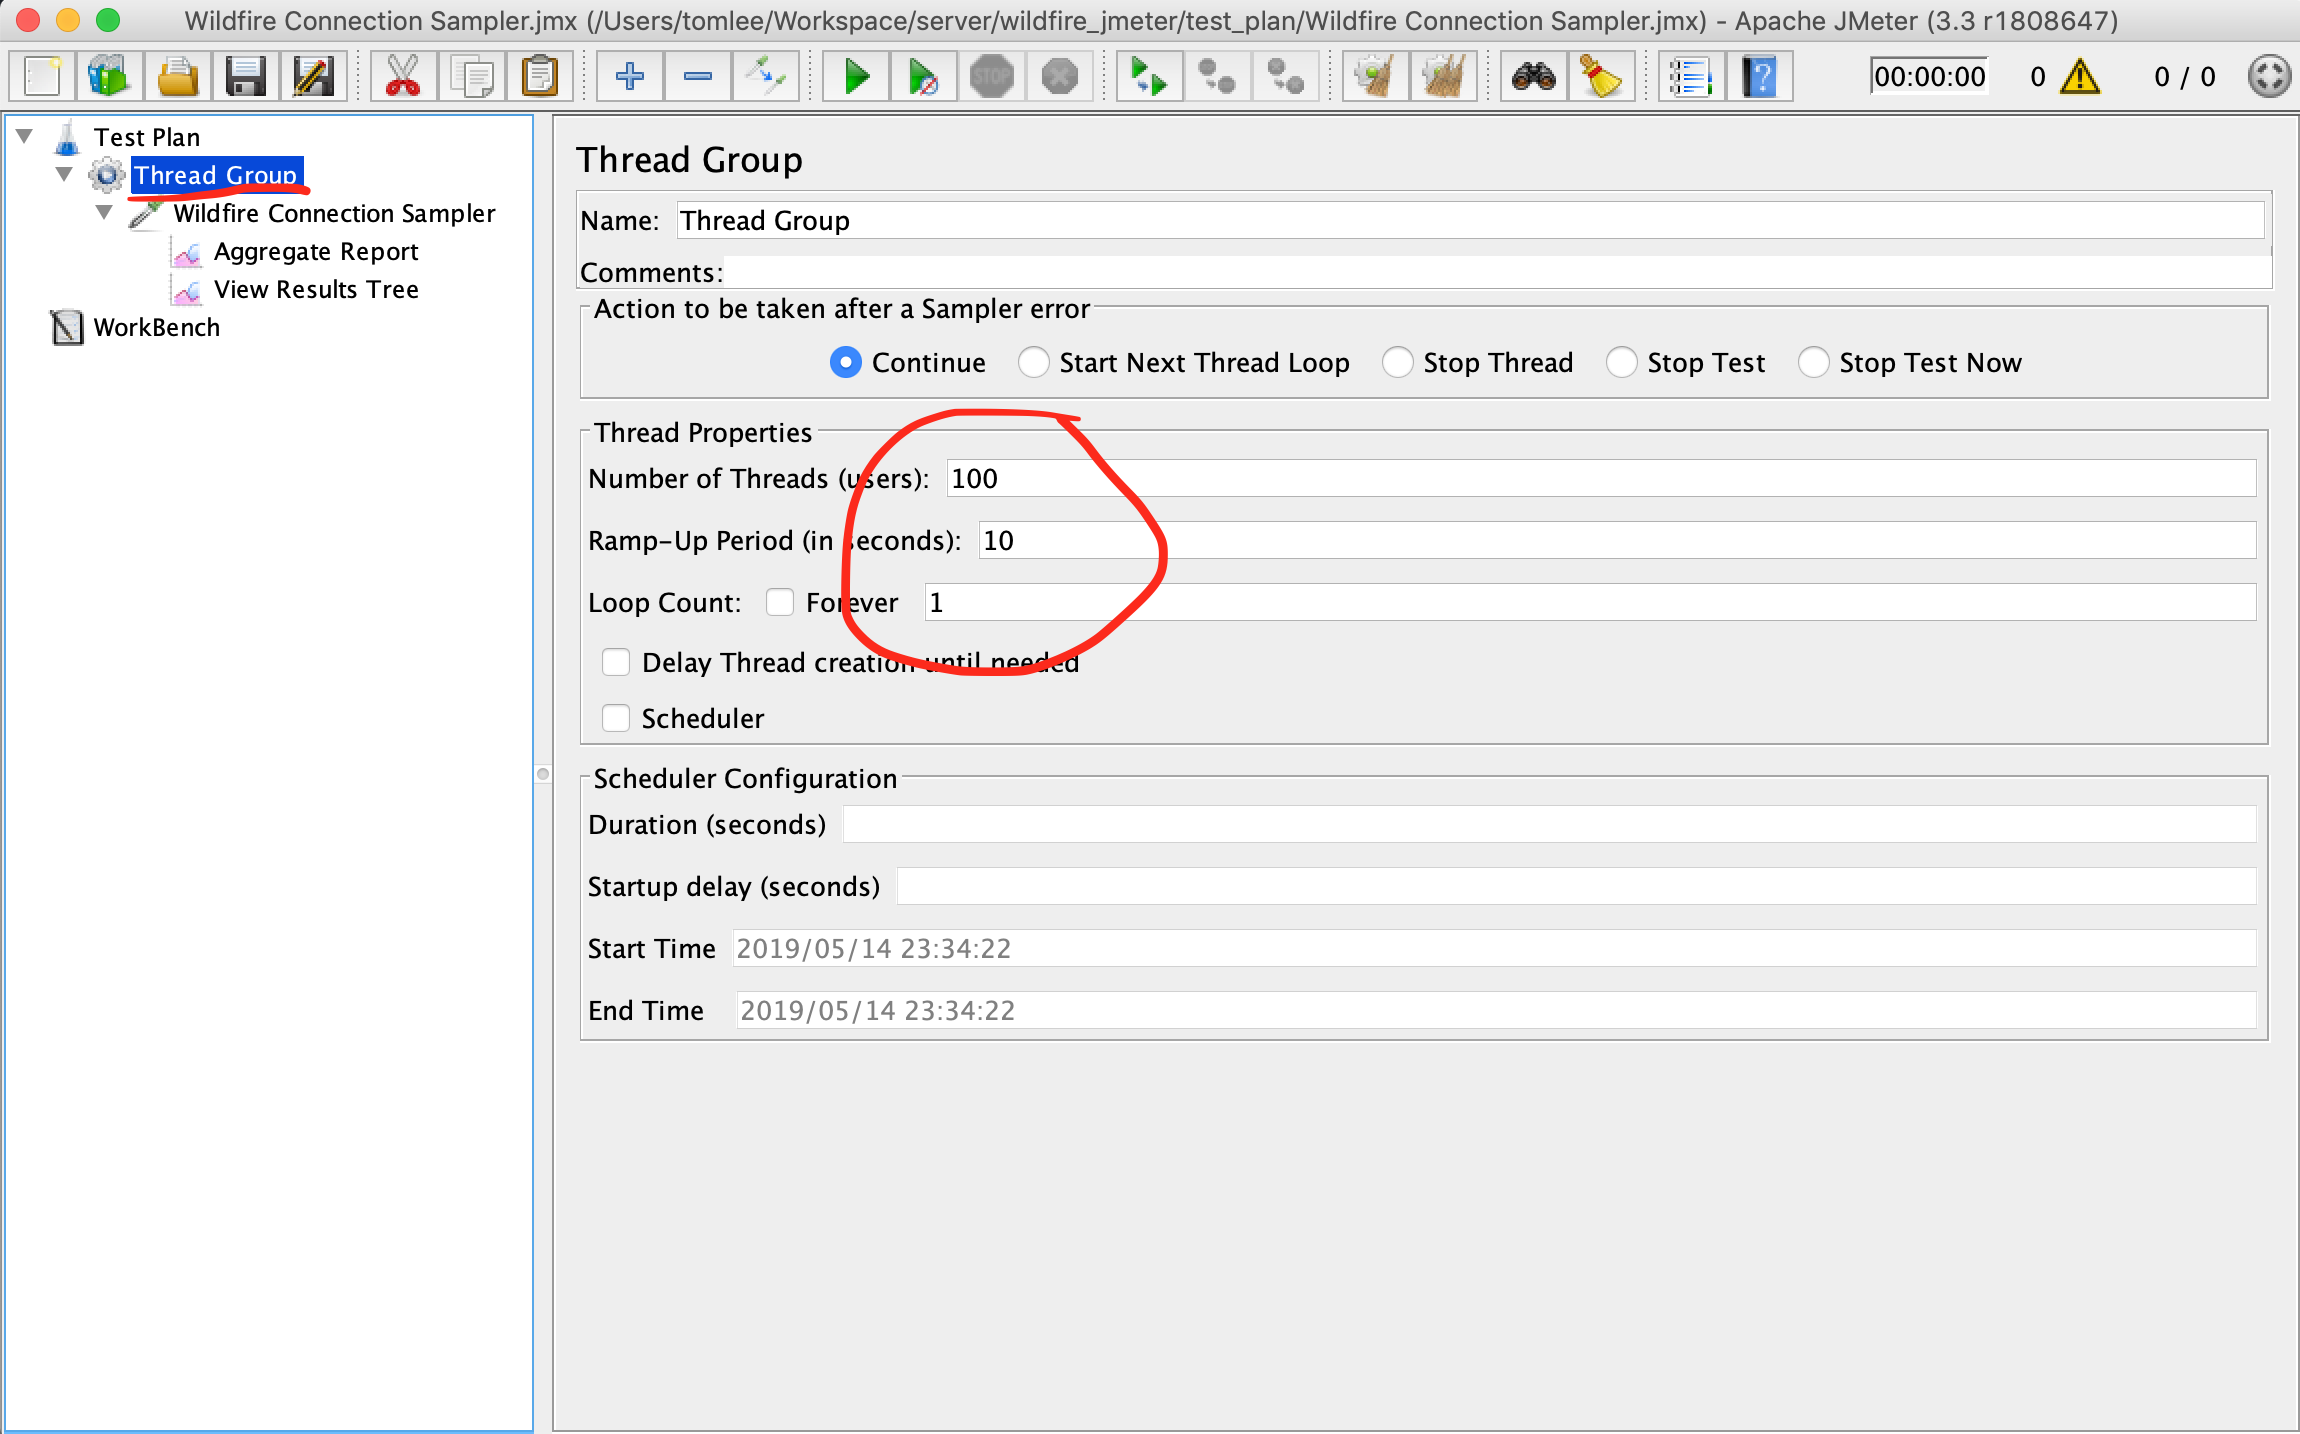 Wildfire Connection Sampler.jmx (/Users/tomlee/Workspace/server/wildfire_jmeter/test_plan/Wildfire Connection Sampler.jmx) - Apache JMeter (3.3 r1808647)
STOP ? 00:00:00 0 0 / 0
Test Plan
Thread Group
Wildfire Connection Sampler
Aggregate Report
View Results Tree
WorkBench
Thread Group
Name: Thread Group
Comments:
Action to be taken after a Sampler error
Continue Start Next Thread Loop Stop Thread Stop Test Stop Test Now
Thread Properties
Number of Threads (users): 100
Ramp-Up Period (in seconds): 10
Loop Count: Forever 1
Delay Thread creation until needed
Scheduler
Scheduler Configuration
Duration (seconds)
Startup delay (seconds)
Start Time 2019/05/14 23:34:22
End Time 2019/05/14 23:34:22